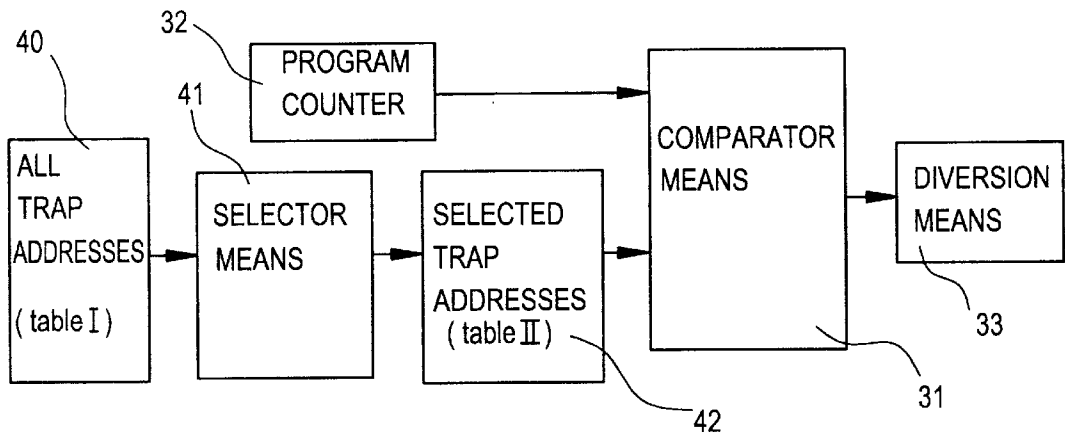 40
32
PROGRAM
COUNTER
41
ALL
TRAP
ADDRESSES
(table I)
SELECTOR
MEANS
SELECTED
TRAP
ADDRESSES
(table II)
42
COMPARATOR
MEANS
31
DIVERSION
MEANS
33